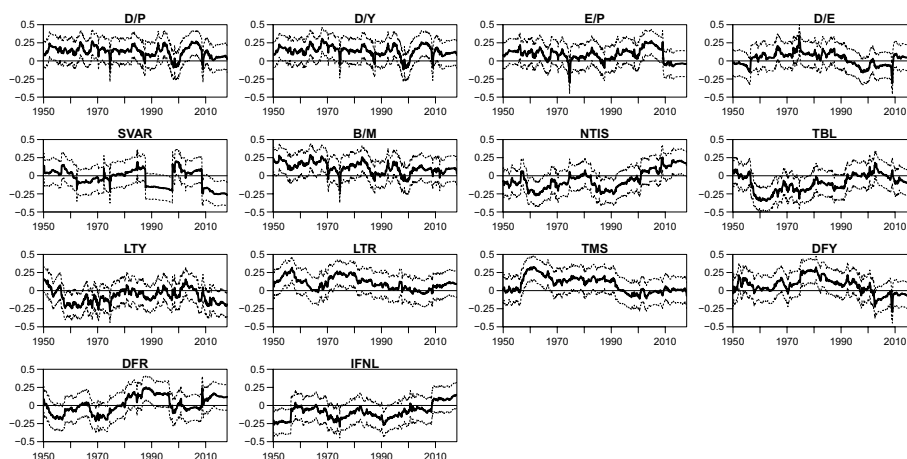 D/P D/Y E/P D/E
0.5 0.5 0.5 0.5
0.25 0.25 0.25 0.25
0 0 0 0
−0.25 −0.25 −0.25 −0.25
−0.5 −0.5 −0.5 −0.5
1950 1970 1990 2010 1950 1970 1990 2010 1950 1970 1990 2010 1950 1970 1990 2010
SVAR B/M NTIS TBL
0.5 0.5 0.5 0.5
0.25 0.25 0.25 0.25
0 0 0 0
−0.25 −0.25 −0.25 −0.25
−0.5 −0.5 −0.5 −0.5
1950 1970 1990 2010 1950 1970 1990 2010 1950 1970 1990 2010 1950 1970 1990 2010
LTY LTR TMS DFY
0.5 0.5 0.5 0.5
0.25 0.25 0.25 0.25
0 0 0 0
−0.25 −0.25 −0.25 −0.25
−0.5 −0.5 −0.5 −0.5
1950 1970 1990 2010 1950 1970 1990 2010 1950 1970 1990 2010 1950 1970 1990 2010
DFR IFNL
0.5 0.5
0.25 0.25
0 0
−0.25 −0.25
−0.5 −0.5
1950 1970 1990 2010 1950 1970 1990 2010